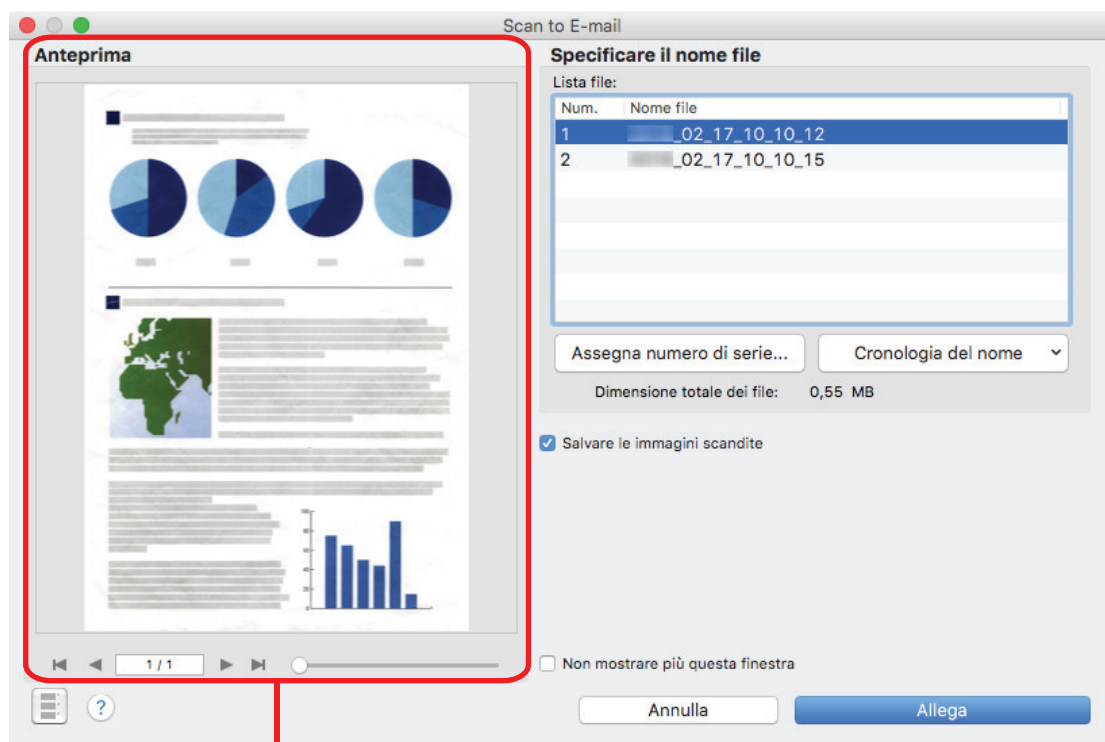 Scan to E-mail
Anteprima
Specificare il nome file
Lista file:
Num. Nome file
1 _02_17_10_10_12
2 _02_17_10_10_15
Assegna numero di serie...
Cronologia del nome
Dimensione totale dei file: 0,55 MB
Salvare le immagini scandite
1 / 1
Non mostrare più questa finestra
?
Annulla
Allega